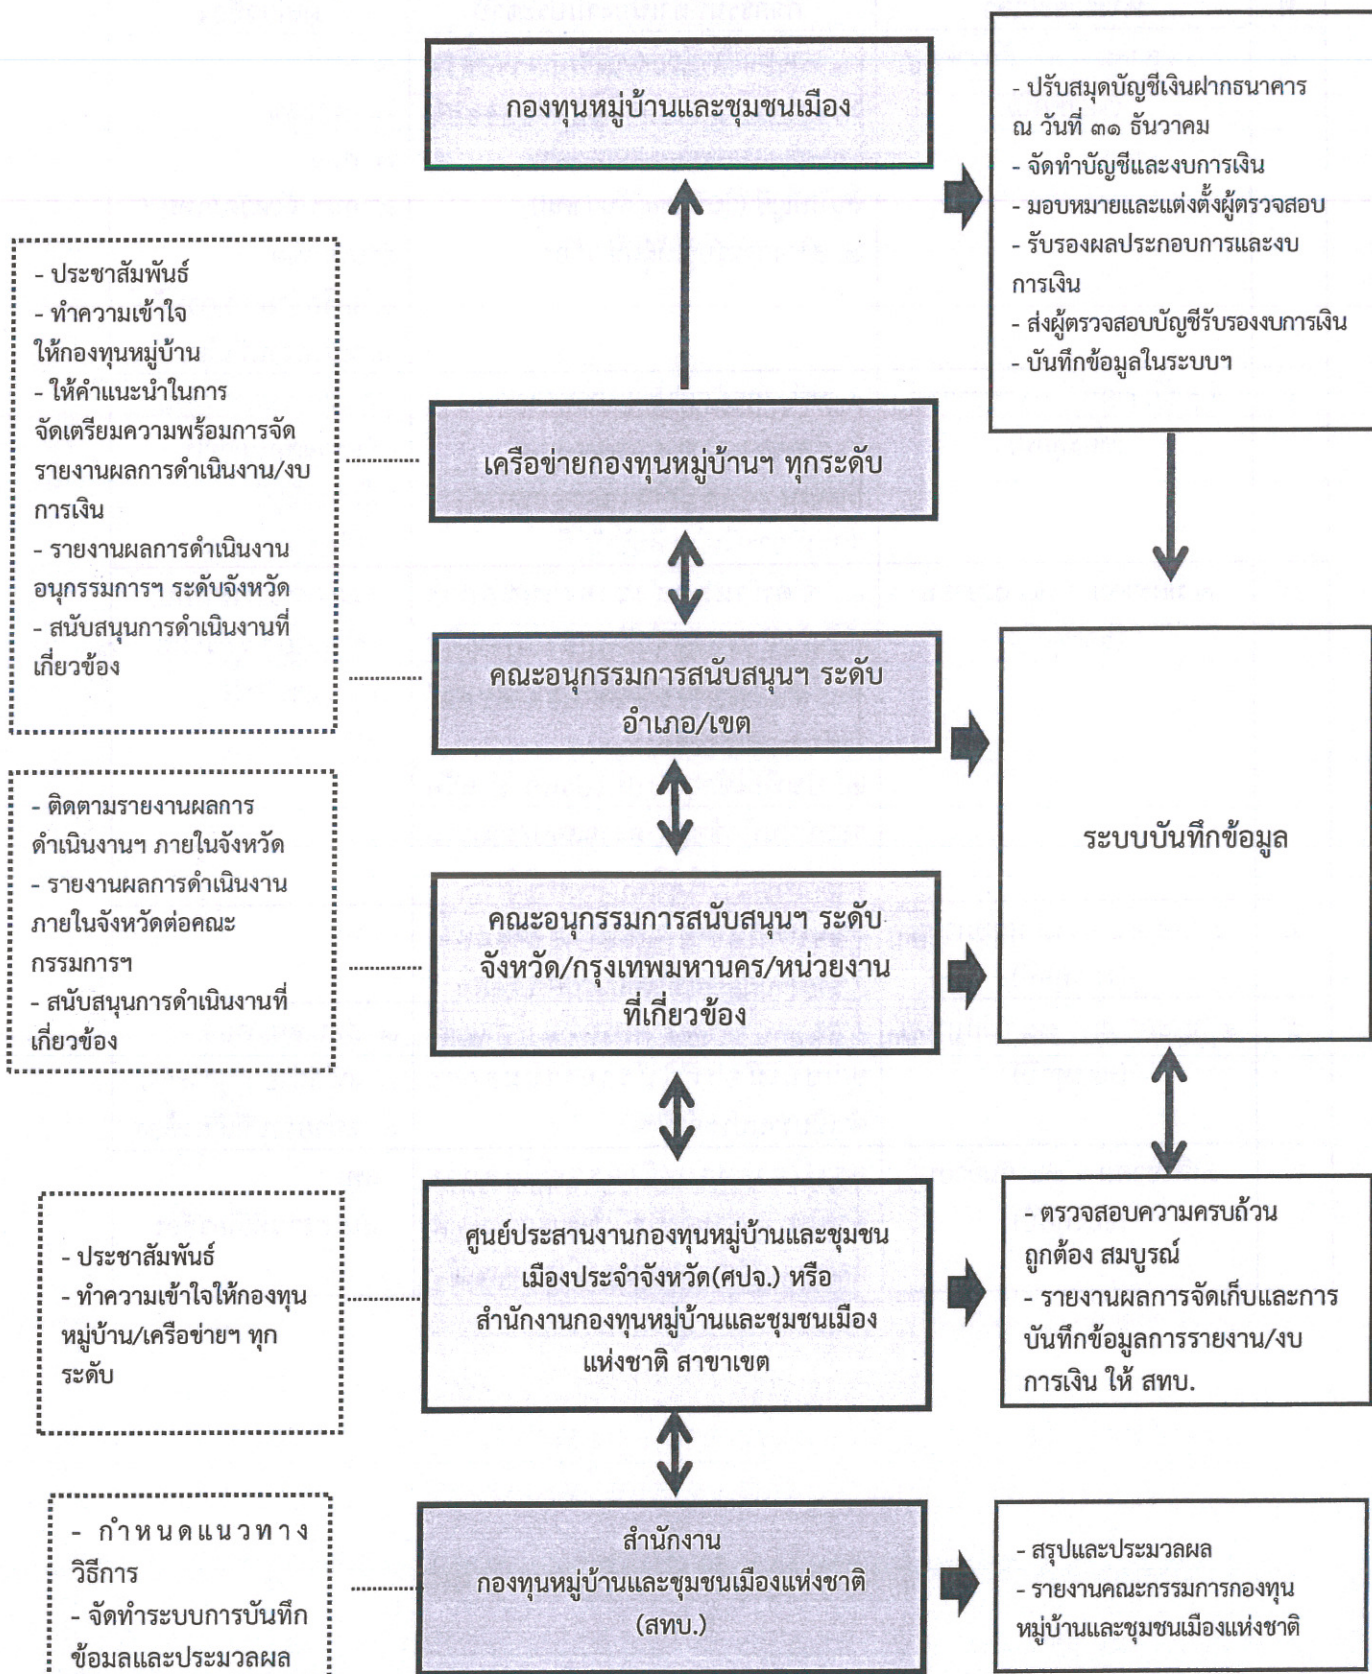 กองทุนหมู่บ้านและชุมชนเมือง
- ปรับสมุดบัญชีเงินฝากธนาคาร
ณ วันที่ ๓๑ ธันวาคม
- จัดทำบัญชีและงบการเงิน
- มอบหมายและแต่งตั้งผู้ตรวจสอบ
- รับรองผลประกอบการและงบ
การเงิน
- ส่งผู้ตรวจสอบบัญชีรับรองงบการเงิน
- บันทึกข้อมูลในระบบฯ
- ประชาสัมพันธ์
- ทำความเข้าใจ
ให้กองทุนหมู่บ้าน
- ให้คำแนะนำในการ
จัดเตรียมความพร้อมการจัด
รายงานผลการดำเนินงาน/งบ
การเงิน
- รายงานผลการดำเนินงาน
อนุกรรมการฯ ระดับจังหวัด
- สนับสนุนการดำเนินงานที่
เกี่ยวข้อง
เครือข่ายกองทุนหมู่บ้านฯ ทุกระดับ
คณะอนุกรรมการสนับสนุนฯ ระดับ
อำเภอ/เขต
ระบบบันทึกข้อมูล
- ติดตามรายงานผลการ
ดำเนินงานฯ ภายในจังหวัด
- รายงานผลการดำเนินงาน
ภายในจังหวัดต่อคณะ
กรรมการฯ
- สนับสนุนการดำเนินงานที่
เกี่ยวข้อง
คณะอนุกรรมการสนับสนุนฯ ระดับ
จังหวัด/กรุงเทพมหานคร/หน่วยงาน
ที่เกี่ยวข้อง
- ประชาสัมพันธ์
- ทำความเข้าใจให้กองทุน
หมู่บ้าน/เครือข่ายฯ ทุก
ระดับ
ศูนย์ประสานงานกองทุนหมู่บ้านและชุมชน
เมืองประจำจังหวัด(ศปจ.) หรือ
สำนักงานกองทุนหมู่บ้านและชุมชนเมือง
แห่งชาติ สาขาเขต
- ตรวจสอบความครบถ้วน
ถูกต้อง สมบูรณ์
- รายงานผลการจัดเก็บและการ
บันทึกข้อมูลการรายงาน/งบ
การเงิน ให้ สทบ.
- กำหนดแนวทาง
วิธีการ
- จัดทำระบบการบันทึก
ข้อมูลและประมวลผล
สำนักงาน
กองทุนหมู่บ้านและชุมชนเมืองแห่งชาติ
(สทบ.)
- สรุปและประมวลผล
- รายงานคณะกรรมการกองทุน
หมู่บ้านและชุมชนเมืองแห่งชาติ